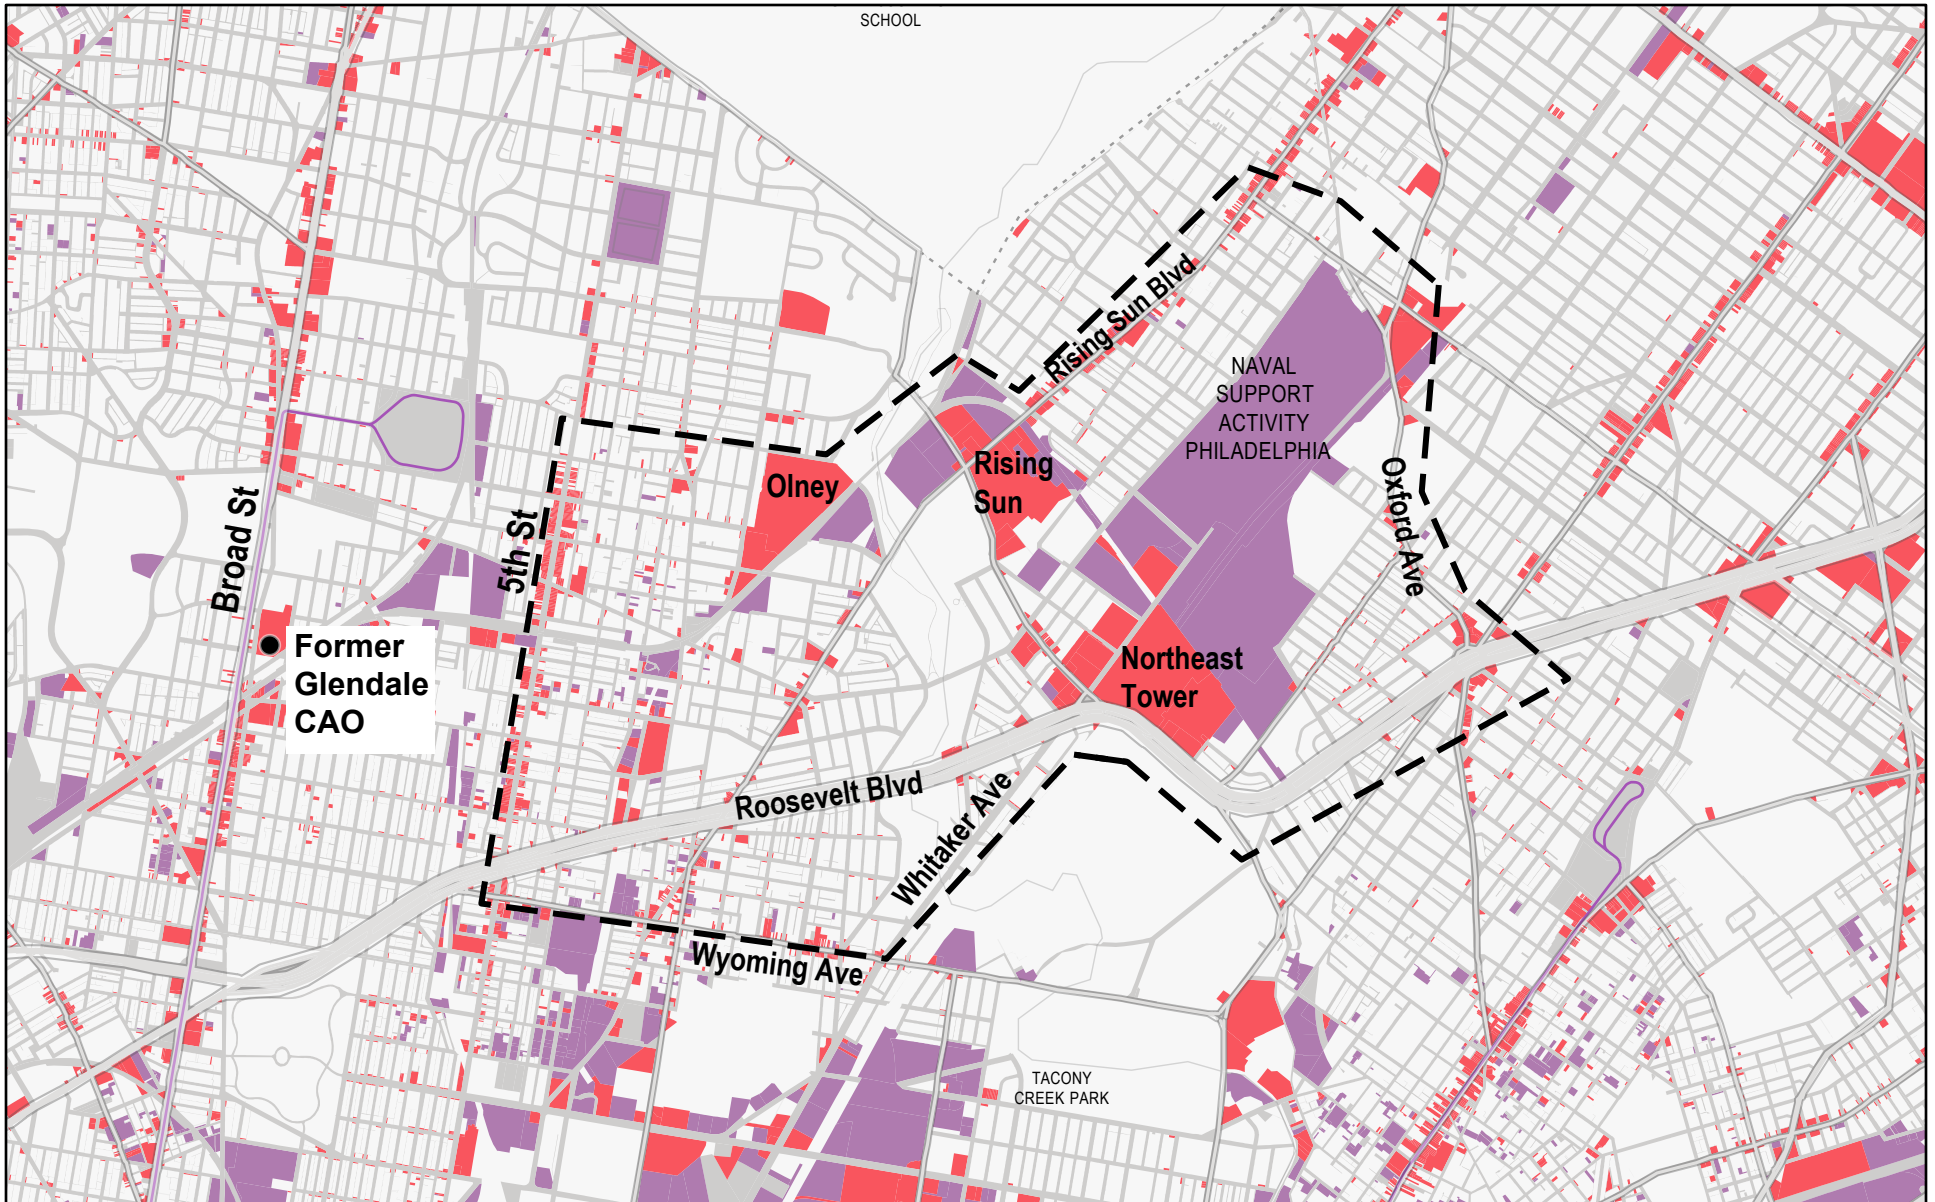 SCHOOL
Rising Sun Blvd
NAVAL
SUPPORT
ACTIVITY
PHILADELPHIA
Rising
Sun
Olney
Oxford Ave
Broad St
5th St
Former
Glendale
CAO
Northeast
Tower
Roosevelt Blvd
Whitaker Ave
Wyoming Ave
TACONY
CREEK PARK